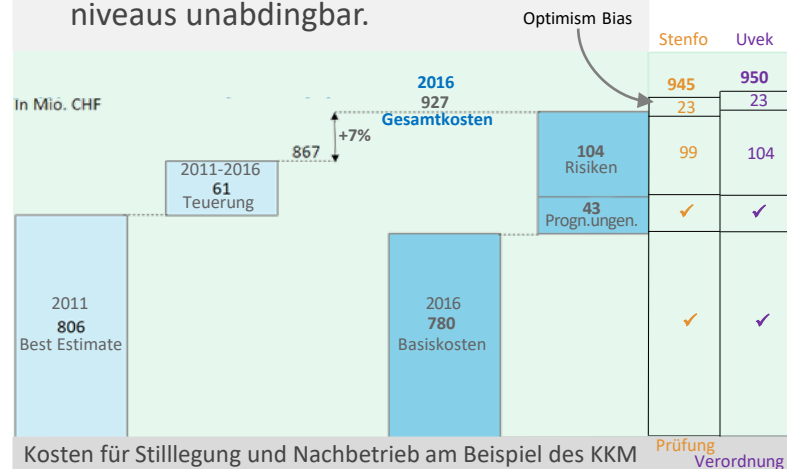 niveaus unabdingbar.
Optimism Bias
Stenfo Uvek
In Mio. CHF
2016
927
Gesamtkosten
945 950
23 23
+7%
867
2011-2016
61
Teuerung
104
Risiken
99 104
43
Progn.ungen.
✓ ✓
2011
806
Best Estimate
2016
780
Basiskosten
✓ ✓
Kosten für Stilllegung und Nachbetrieb am Beispiel des KKM
Prüfung
Verordnung